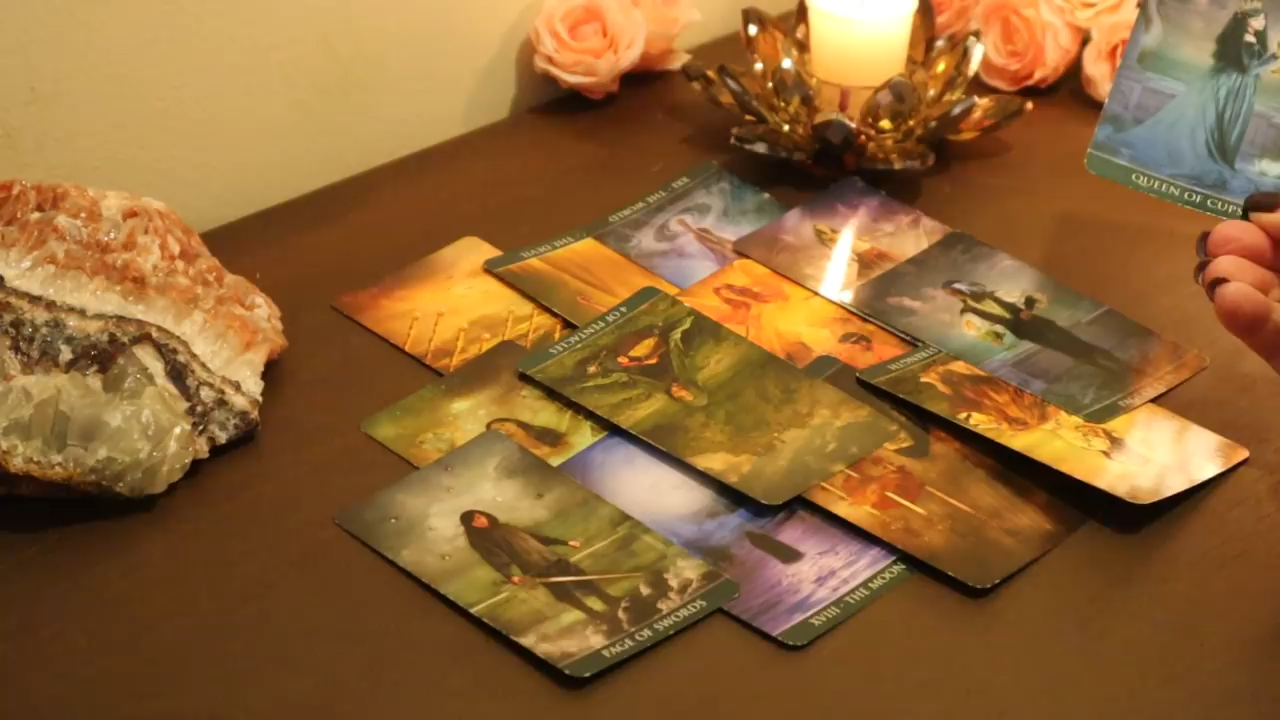 QUEEN OF CUPS
XXI - THE WORLD
THE DEVIL
4 OF PENTACLES
STRENGTH
XVIII - THE MOON
PAGE OF SWORDS